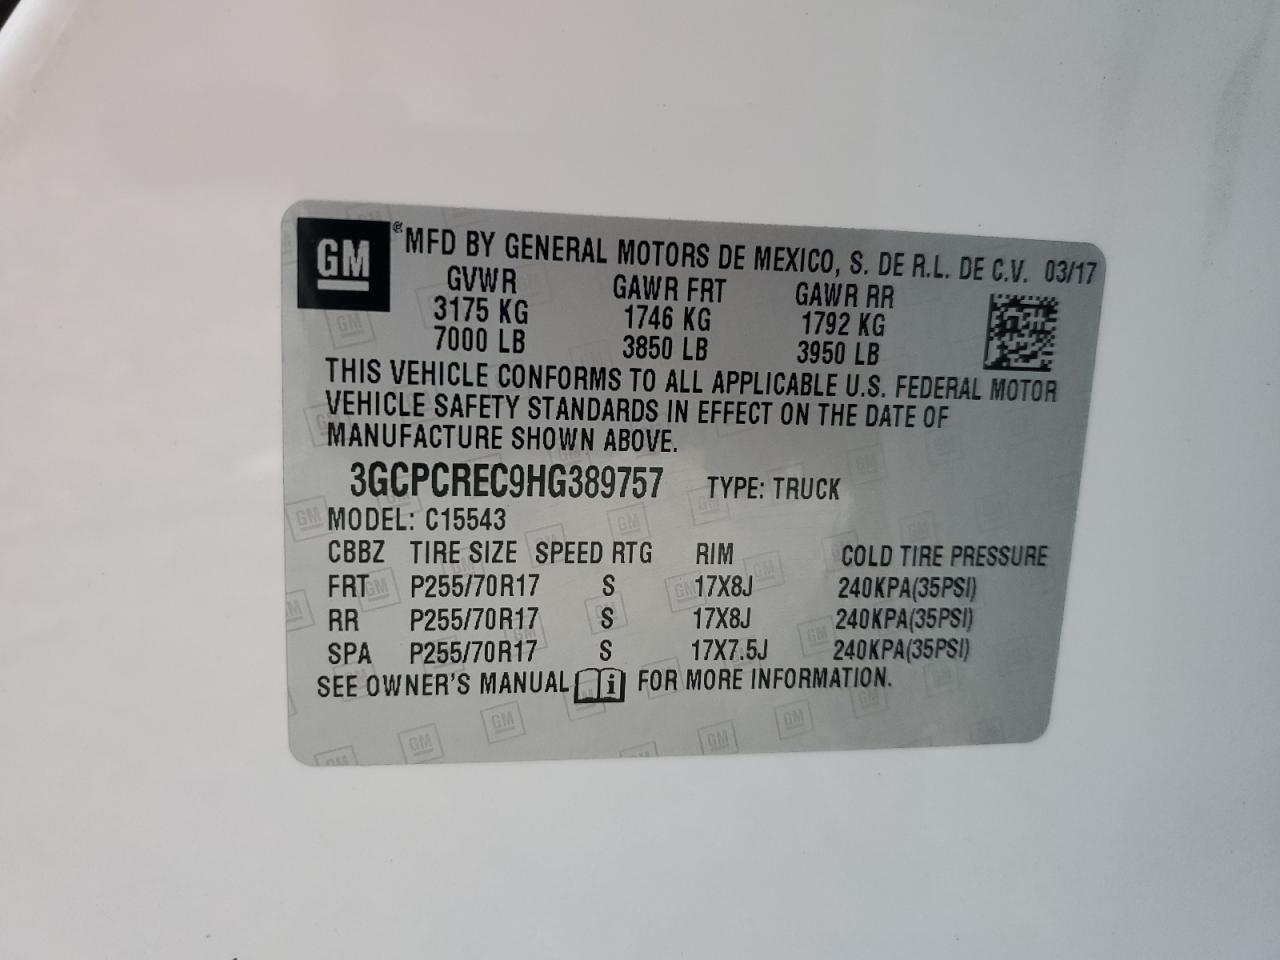 GM ® MFD BY GENERAL MOTORS DE MEXICO, S. DE R.L. DE C.V. 03/17
GVWR GAWR FRT GAWR RR
3175 KG 1746 KG 1792 KG
7000 LB 3850 LB 3950 LB
THIS VEHICLE CONFORMS TO ALL APPLICABLE U.S. FEDERAL MOTOR
VEHICLE SAFETY STANDARDS IN EFFECT ON THE DATE OF
MANUFACTURE SHOWN ABOVE.
3GCPCREC9HG389757 TYPE: TRUCK
MODEL: C15543
CBBZ TIRE SIZE SPEED RTG RIM COLD TIRE PRESSURE
FRT P255/70R17 S 17X8J 240KPA(35PSI)
RR P255/70R17 S 17X8J 240KPA(35PSI)
SPA P255/70R17 S 17X7.5J 240KPA(35PSI)
SEE OWNER'S MANUAL i FOR MORE INFORMATION.